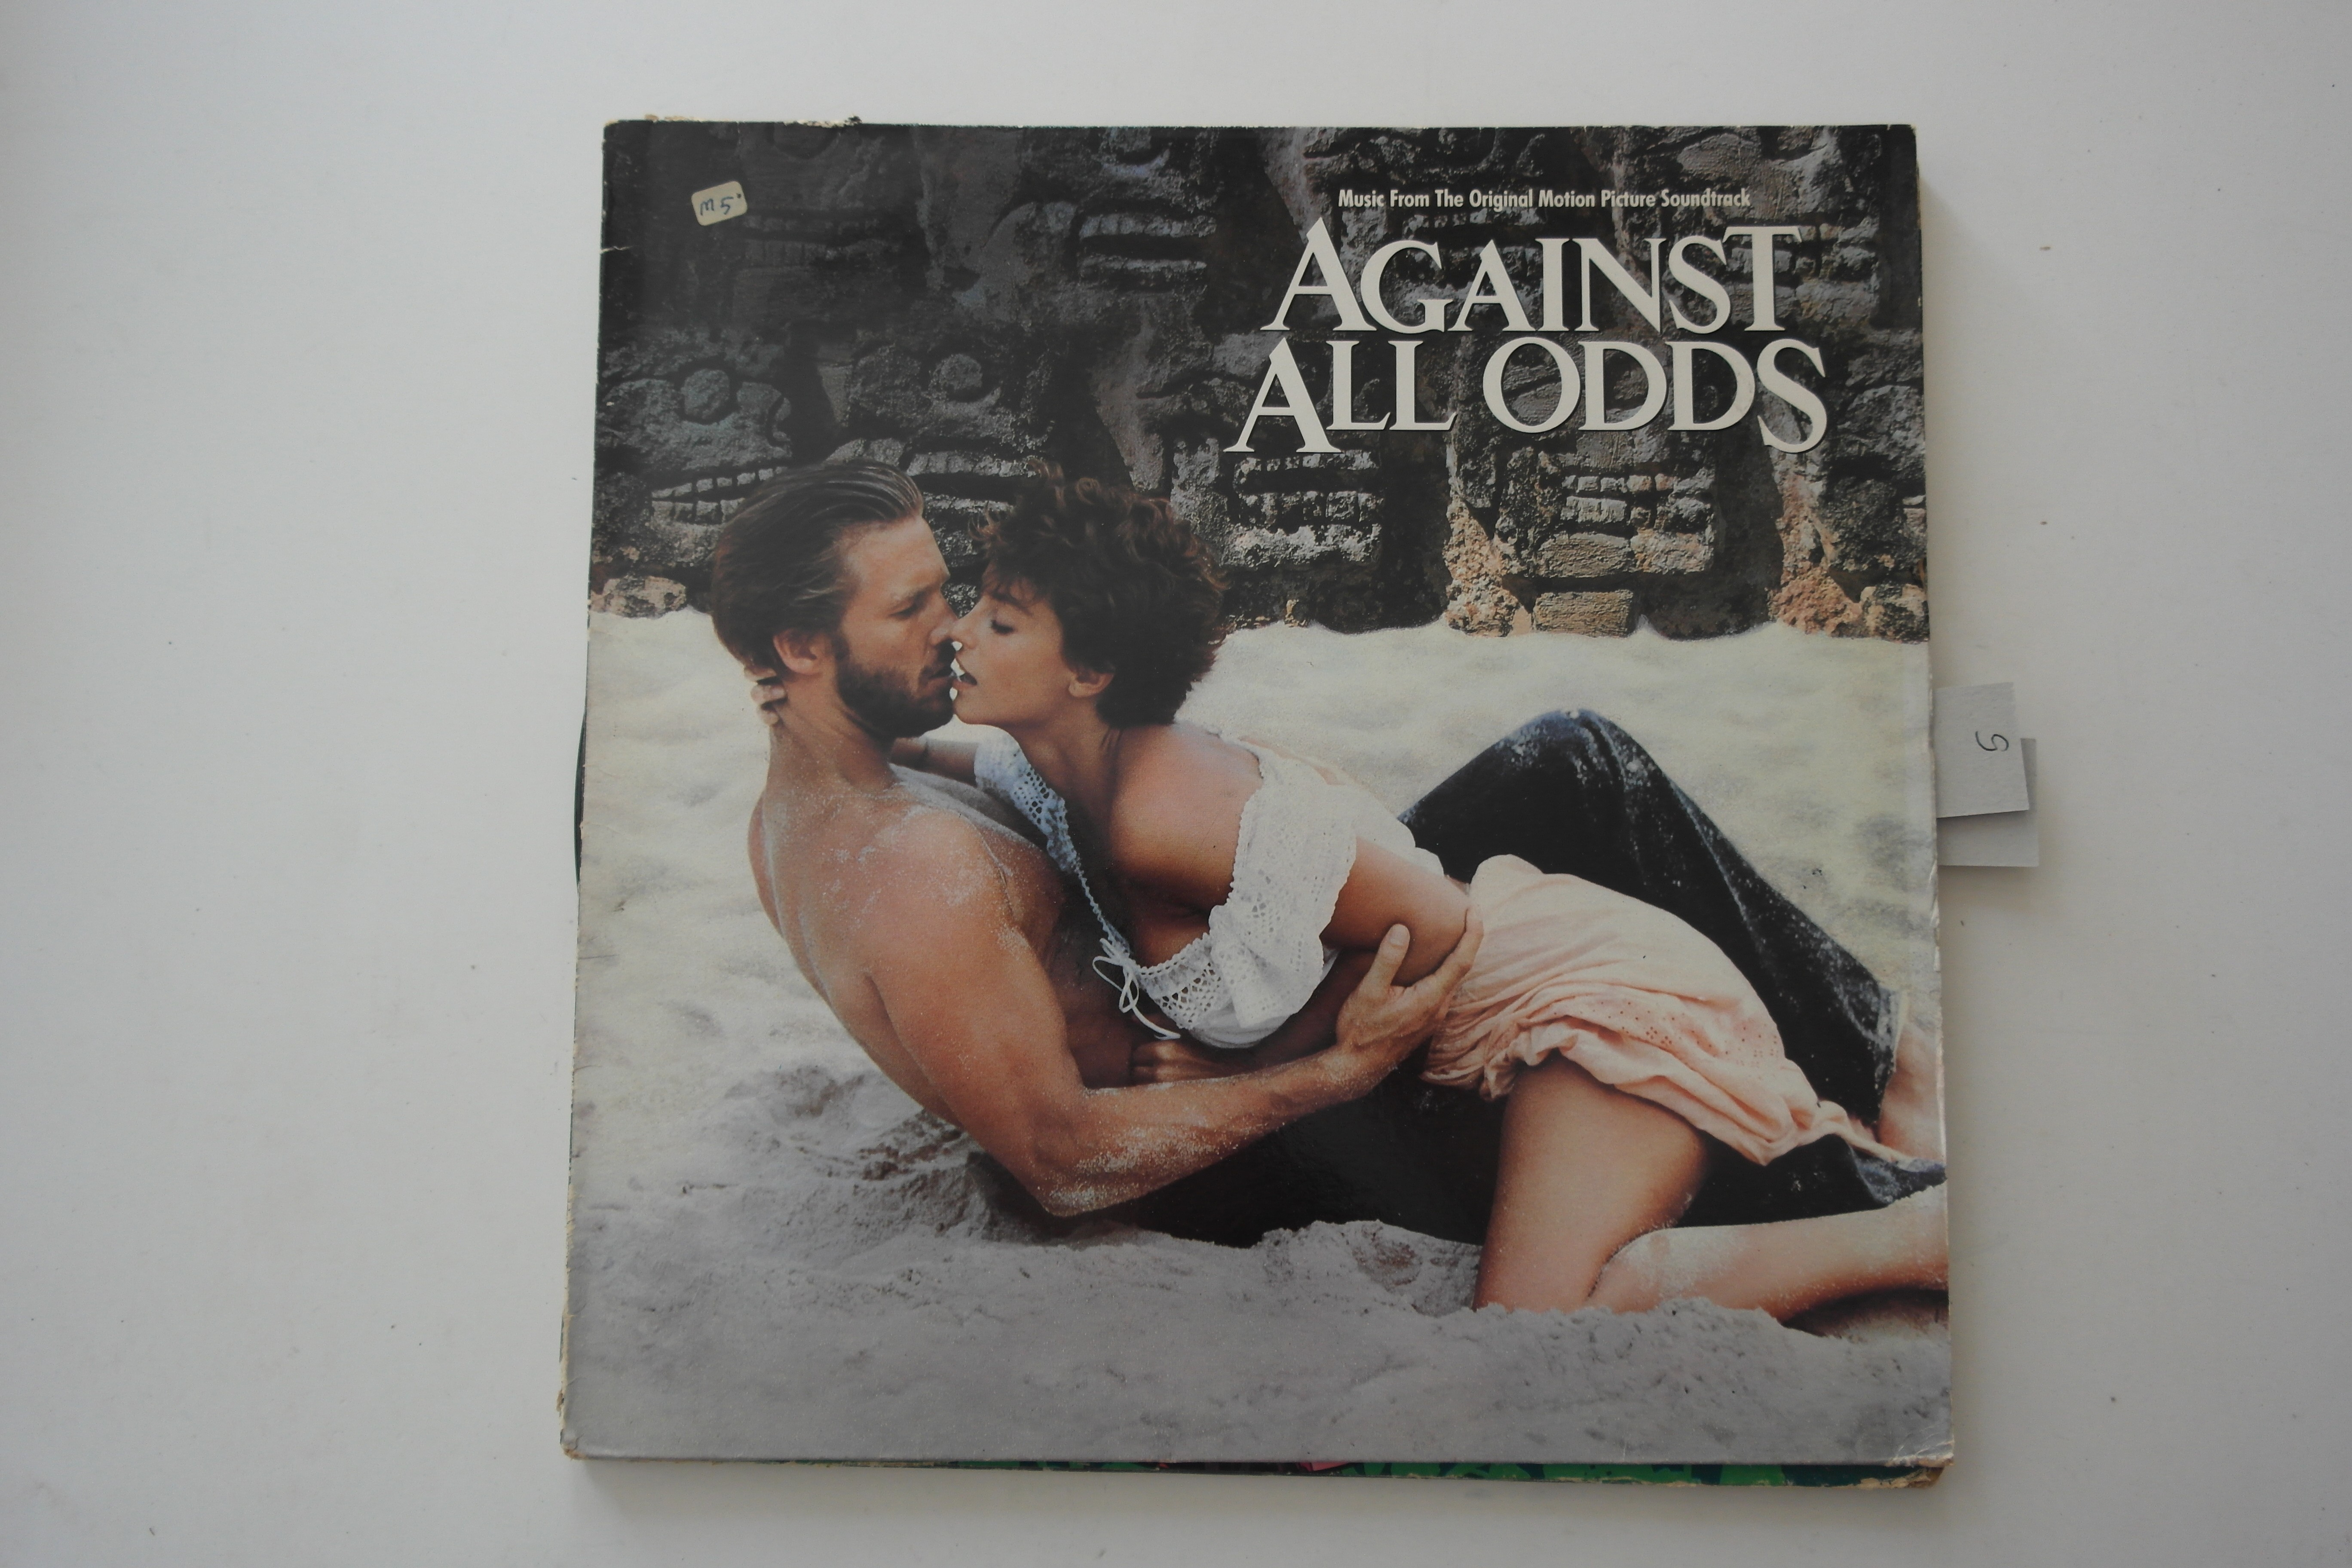 M5
Music From The Original Motion Picture Soundtrack
AGAINST
ALL ODDS
5